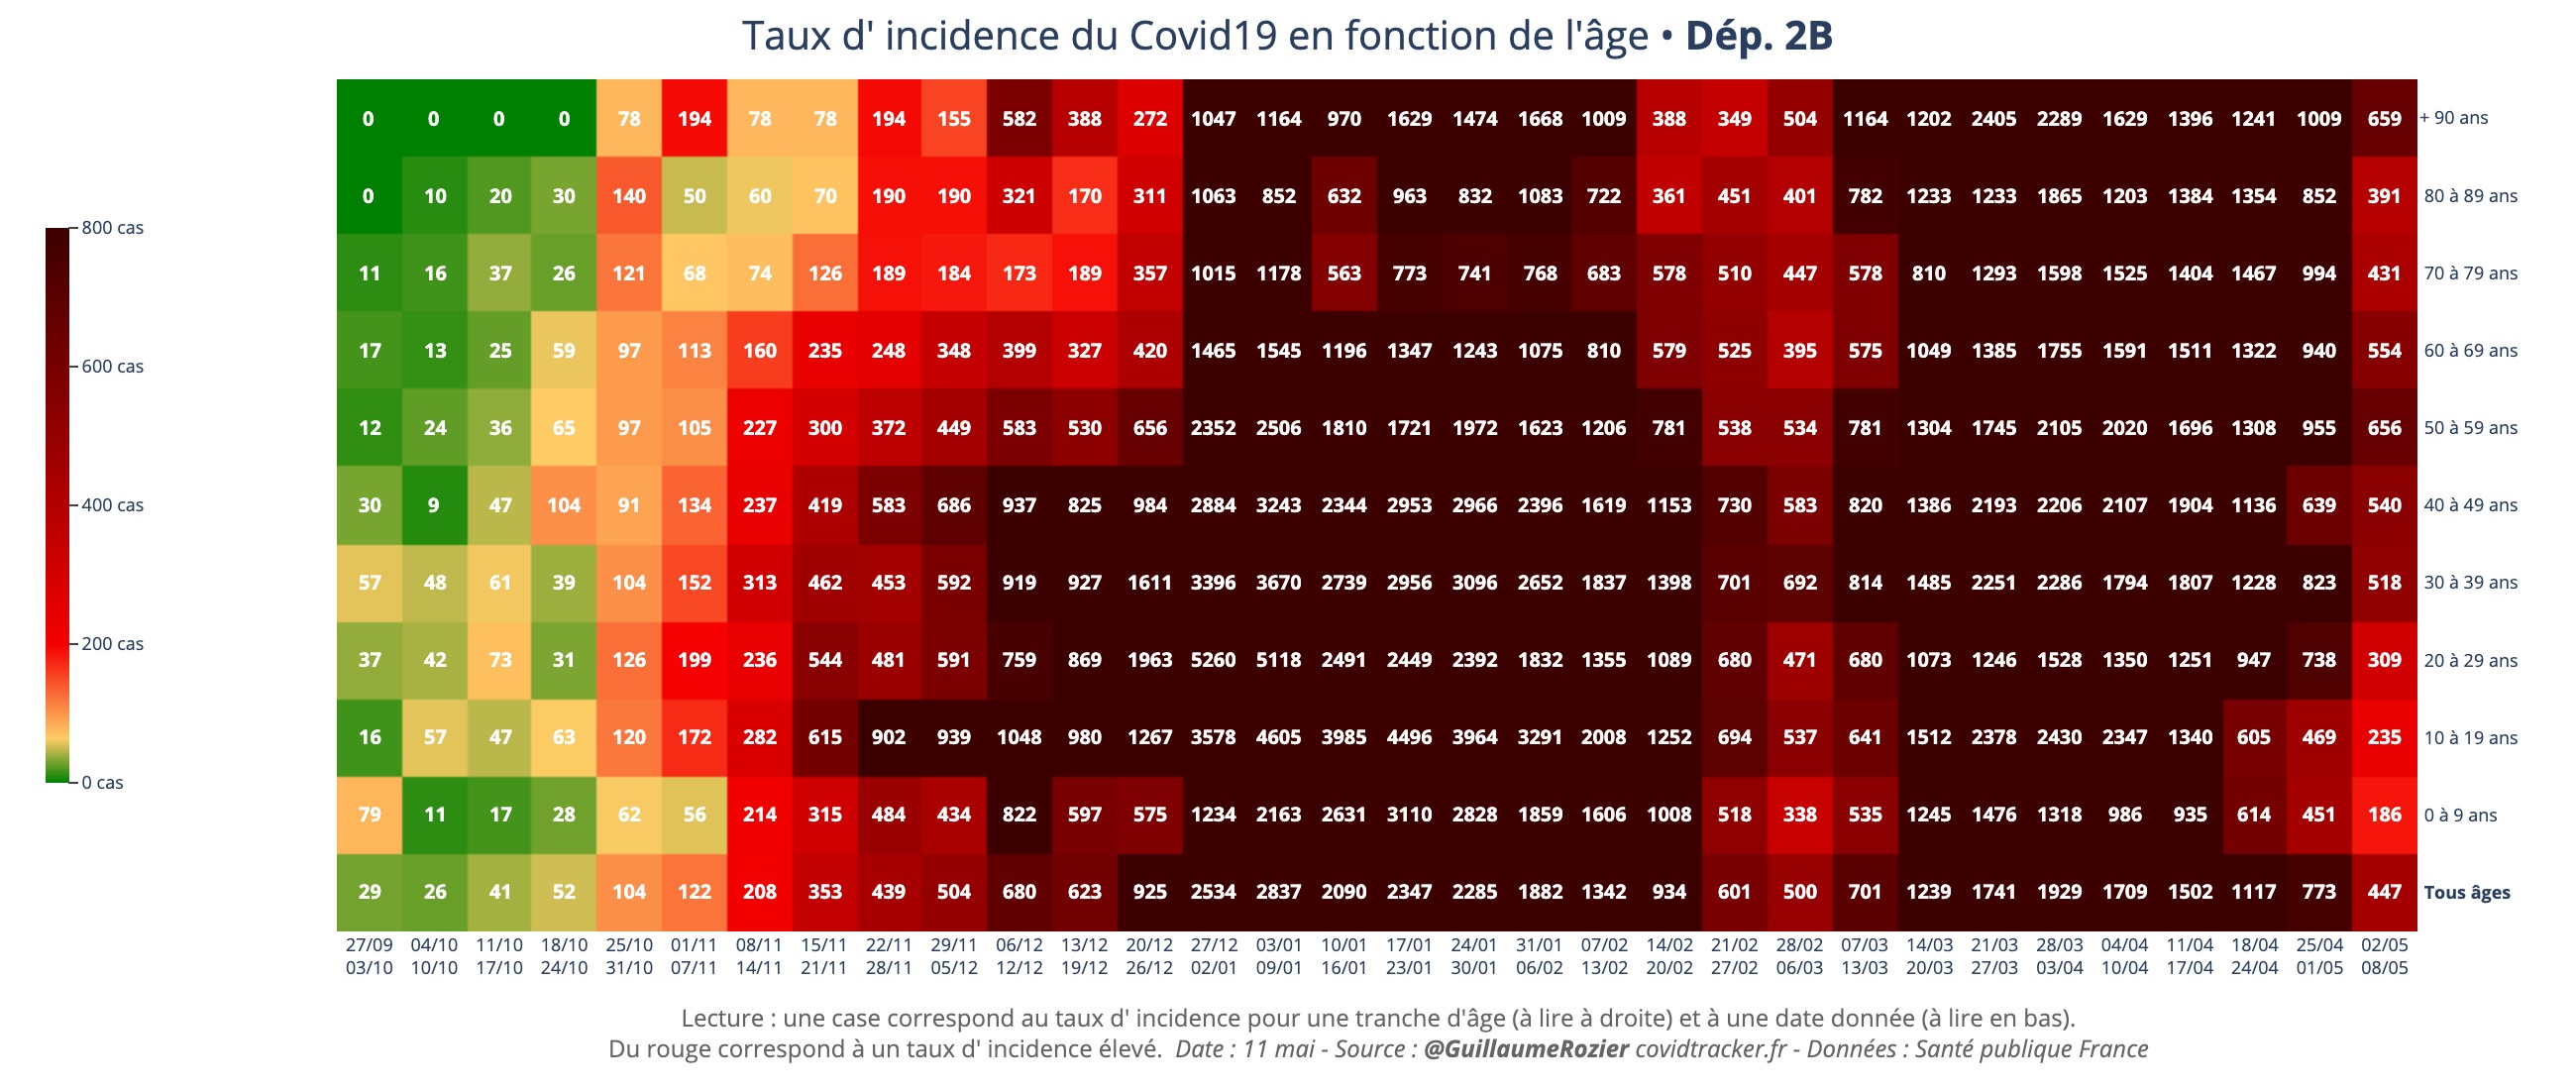 Taux d' incidence du Covid19 en fonction de l'âge • Dép. 2B
800 cas
600 cas
400 cas
200 cas
0 cas
0 0 0 0 78 194 78 78 194 155 582 388 272 1047 1164 970 1629 1474 1668 1009 388 349 504 1164 1202 2405 2289 1629 1396 1241 1009 659 + 90 ans
0 10 20 30 140 50 60 70 190 190 321 170 311 1063 852 632 963 832 1083 722 361 451 401 782 1233 1233 1865 1203 1384 1354 852 391 80 à 89 ans
11 16 37 26 121 68 74 126 189 184 173 189 357 1015 1178 563 773 741 768 683 578 510 447 578 810 1293 1598 1525 1404 1467 994 431 70 à 79 ans
17 13 25 59 97 113 160 235 248 348 399 327 420 1465 1545 1196 1347 1243 1075 810 579 525 395 575 1049 1385 1755 1591 1511 1322 940 554 60 à 69 ans
12 24 36 65 97 105 227 300 372 449 583 530 656 2352 2506 1810 1721 1972 1623 1206 781 538 534 781 1304 1745 2105 2020 1696 1308 955 656 50 à 59 ans
30 9 47 104 91 134 237 419 583 686 937 825 984 2884 3243 2344 2953 2966 2396 1619 1153 730 583 820 1386 2193 2206 2107 1904 1136 639 540 40 à 49 ans
57 48 61 39 104 152 313 462 453 592 919 927 1611 3396 3670 2739 2956 3096 2652 1837 1398 701 692 814 1485 2251 2286 1794 1807 1228 823 518 30 à 39 ans
37 42 73 31 126 199 236 544 481 591 759 869 1963 5260 5118 2491 2449 2392 1832 1355 1089 680 471 680 1073 1246 1528 1350 1251 947 738 309 20 à 29 ans
16 57 47 63 120 172 282 615 902 939 1048 980 1267 3578 4605 3985 4496 3964 3291 2008 1252 694 537 641 1512 2378 2430 2347 1340 605 469 235 10 à 19 ans
79 11 17 28 62 56 214 315 484 434 822 597 575 1234 2163 2631 3110 2828 1859 1606 1008 518 338 535 1245 1476 1318 986 935 614 451 186 0 à 9 ans
29 26 41 52 104 122 208 353 439 504 680 623 925 2534 2837 2090 2347 2285 1882 1342 934 601 500 701 1239 1741 1929 1709 1502 1117 773 447 Tous âges
27/09 04/10 11/10 18/10 25/10 01/11 08/11 15/11 22/11 29/11 06/12 13/12 20/12 27/12 03/01 10/01 17/01 24/01 31/01 07/02 14/02 21/02 28/02 07/03 14/03 21/03 28/03 04/04 11/04 18/04 25/04 02/05
03/10 10/10 17/10 24/10 31/10 07/11 14/11 21/11 28/11 05/12 12/12 19/12 26/12 02/01 09/01 16/01 23/01 30/01 06/02 13/02 20/02 27/02 06/03 13/03 20/03 27/03 03/04 10/04 17/04 24/04 01/05 08/05
Lecture : une case correspond au taux d' incidence pour une tranche d'âge (à lire à droite) et à une date donnée (à lire en bas).
Du rouge correspond à un taux d' incidence élevé. Date : 11 mai - Source : @GuillaumeRozier covidtracker.fr - Données : Santé publique France